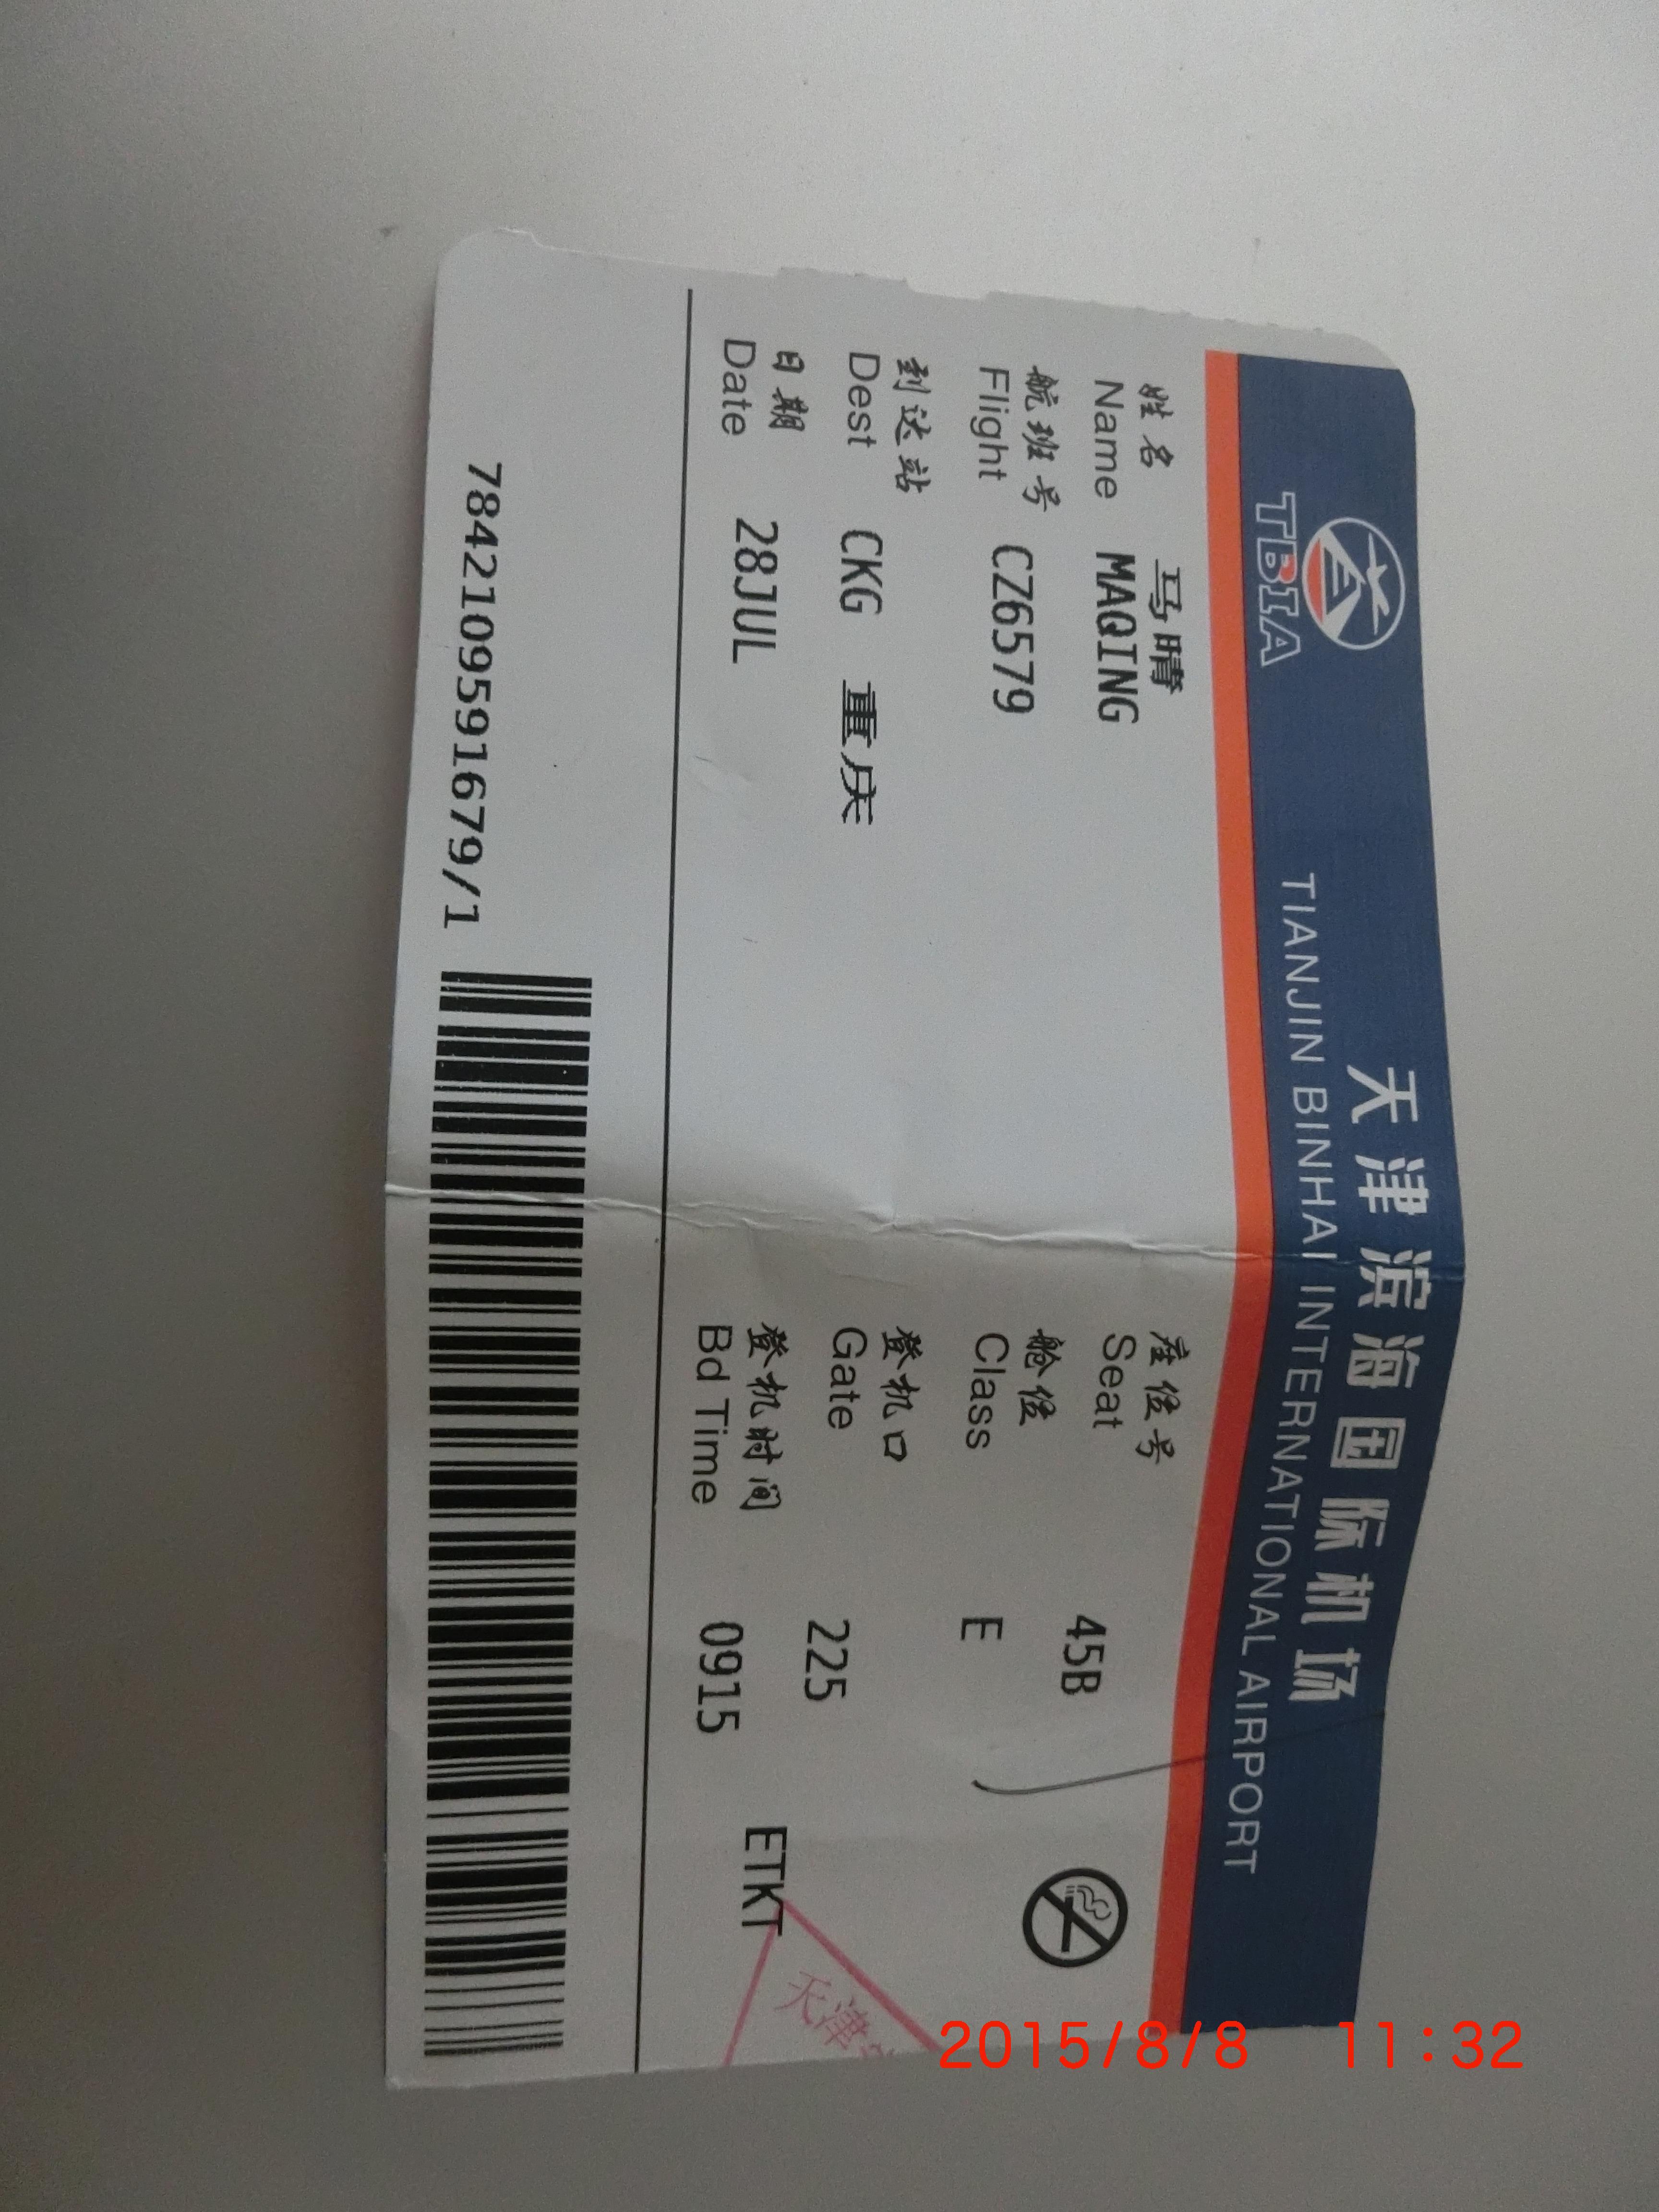 TBIA
天津滨海国际机场
TIANJIN BINHAI INTERNATIONAL AIRPORT
姓名 马晴
Name MAQING
航班号
Flight CZ6579
到达站
Dest CKG 重庆
日期
Date 28JUL
座位号
Seat 45B
舱位
Class E
登机口
Gate 225
登机时间
Bd Time 0915
ETKT
天津
7842109591679/1
2015/8/8 11:32